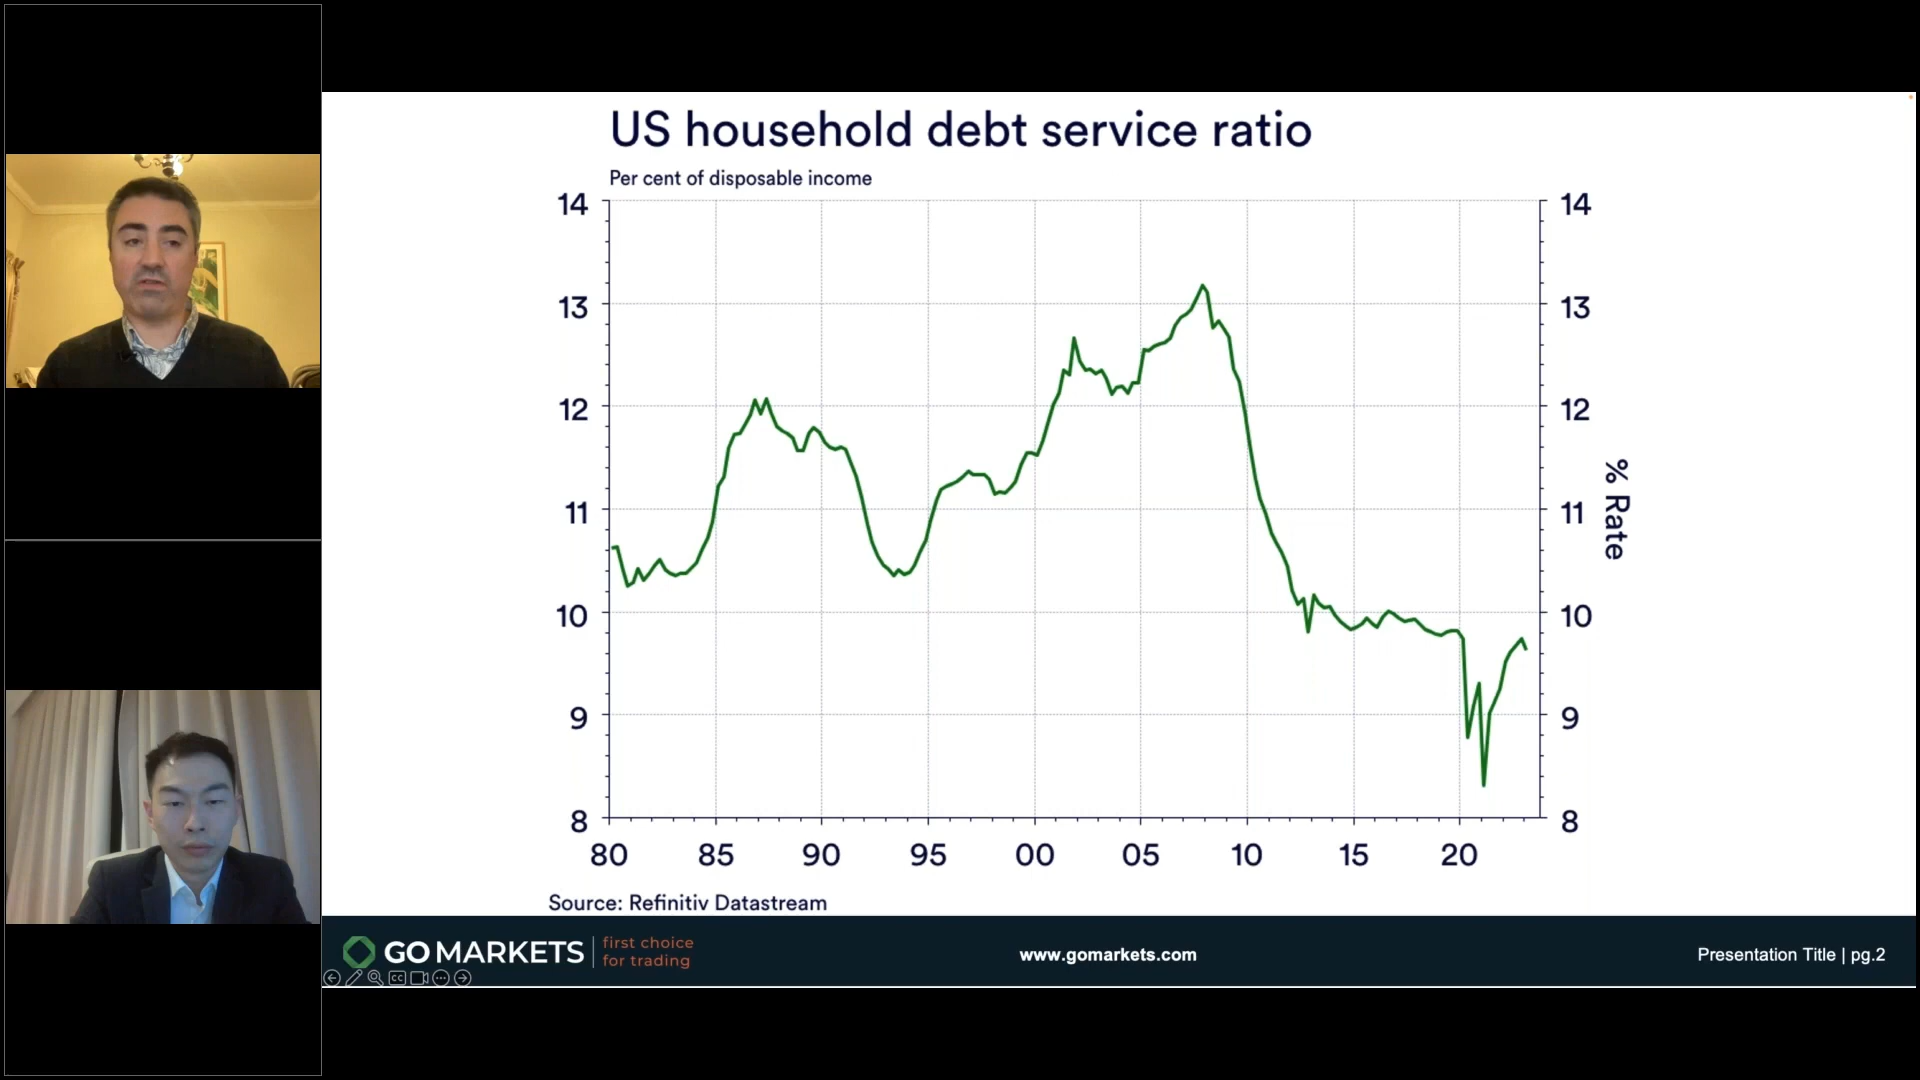 US household debt service ratio
Per cent of disposable income
14
13
12
11
10
9
8
14
13
12
11
10
9
8
% Rate
80 85 90 95 00 05 10 15 20
Source: Refinitiv Datastream
GO MARKETS
first choice
for trading
CC
www.gomarkets.com
Presentation Title | pg.2